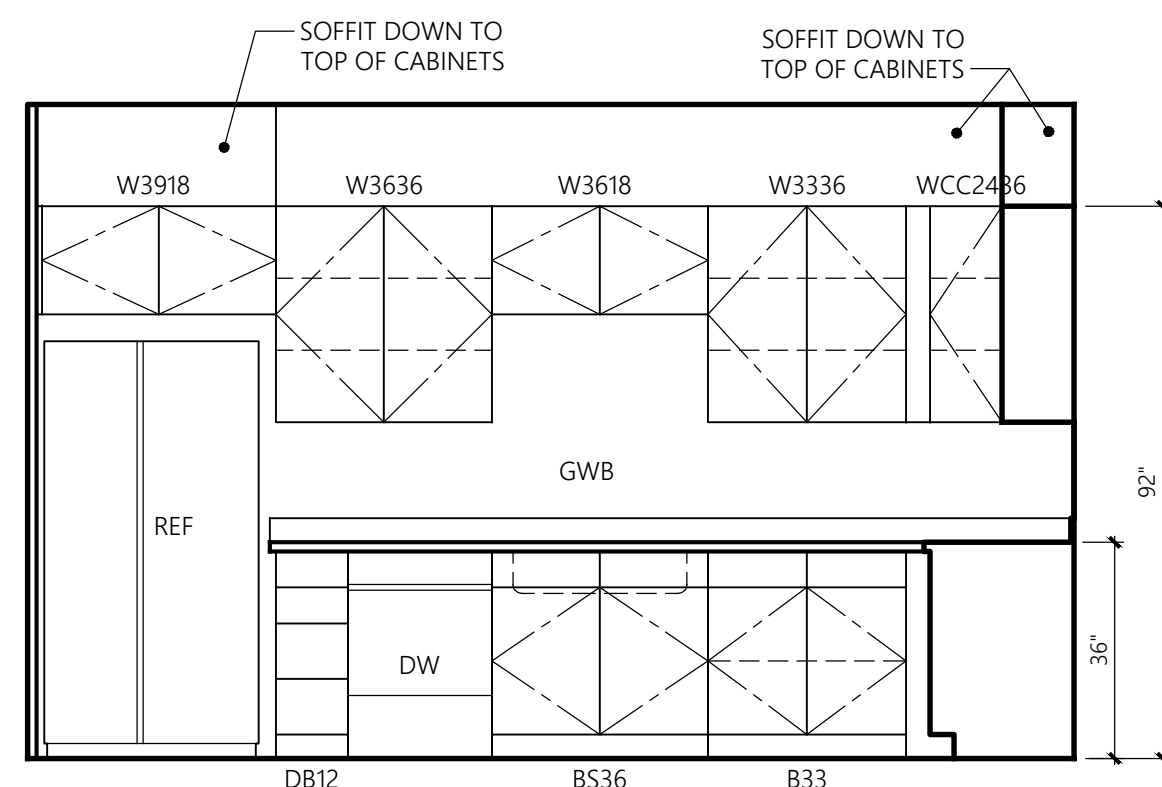 SOFFIT DOWN TO
TOP OF CABINETS
SOFFIT DOWN TO
TOP OF CABINETS
W3918
W3636
W3618
W3336
WCC2436
GWB
92"
REF
36"
DW
DB12
BS36
B33